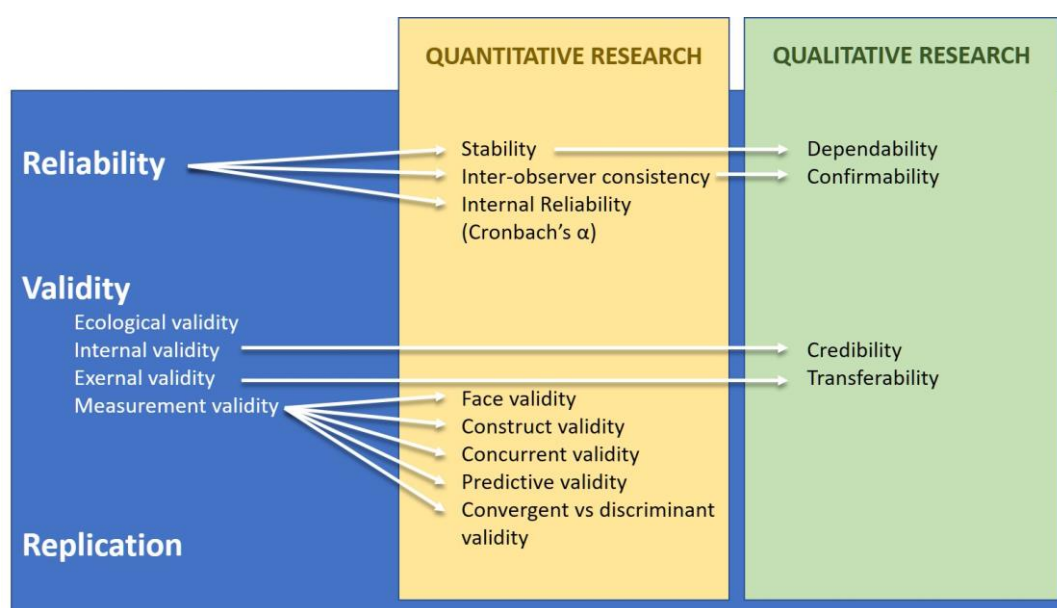 QUANTITATIVE RESEARCH
QUALITATIVE RESEARCH
Reliability
Stability
Dependability
Inter-observer consistency
Confirmability
Internal Reliability
(Cronbach's α)
Validity
Ecological validity
Internal validity
Credibility
Exernal validity
Transferability
Measurement validity
Face validity
Construct validity
Concurrent validity
Predictive validity
Convergent vs discriminant
validity
Replication